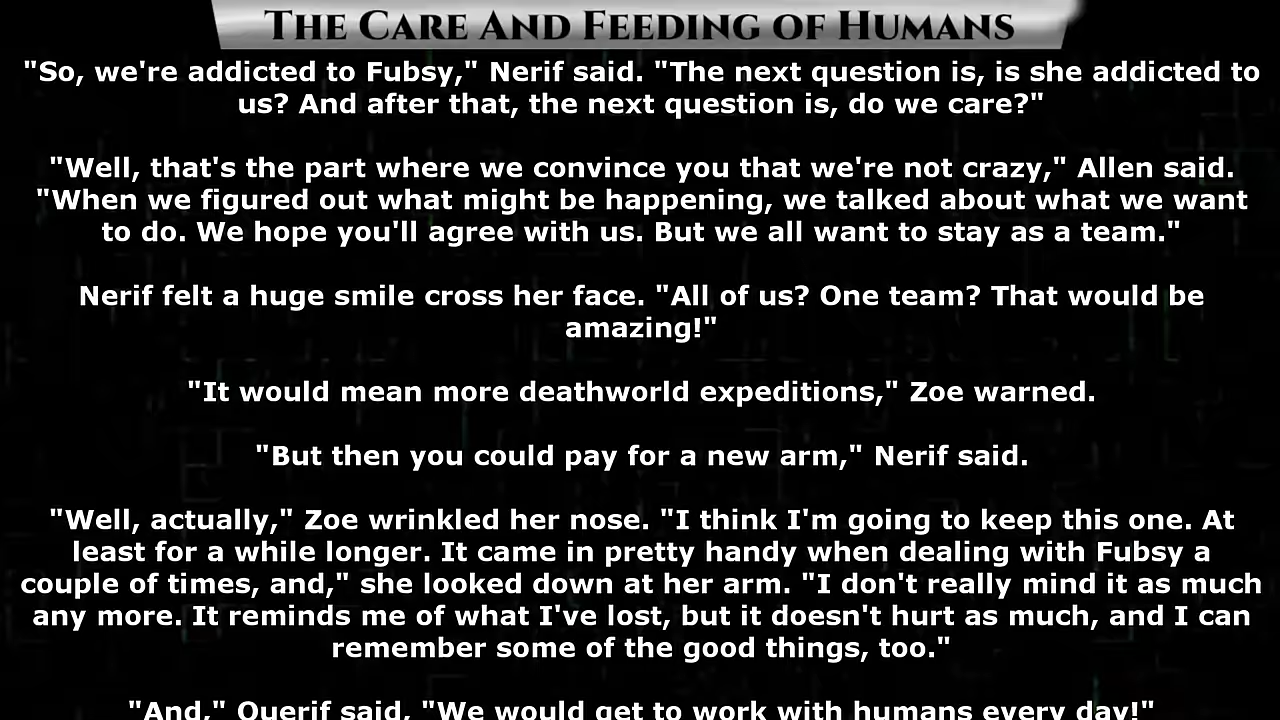 The Care And Feeding of Humans
"So, we're addicted to Fubsy," Nerif said. "The next question is, is she addicted to
us? And after that, the next question is, do we care?"
"Well, that's the part where we convince you that we're not crazy," Allen said.
"When we figured out what might be happening, we talked about what we want
to do. We hope you'll agree with us. But we all want to stay as a team."
Nerif felt a huge smile cross her face. "All of us? One team? That would be
amazing!"
"It would mean more deathworld expeditions," Zoe warned.
"But then you could pay for a new arm," Nerif said.
"Well, actually," Zoe wrinkled her nose. "I think I'm going to keep this one. At
least for a while longer. It came in pretty handy when dealing with Fubsy a
couple of times, and," she looked down at her arm. "I don't really mind it as much
any more. It reminds me of what I've lost, but it doesn't hurt as much, and I can
remember some of the good things, too."
"And," Querif said, "We would get to work with humans every day!"